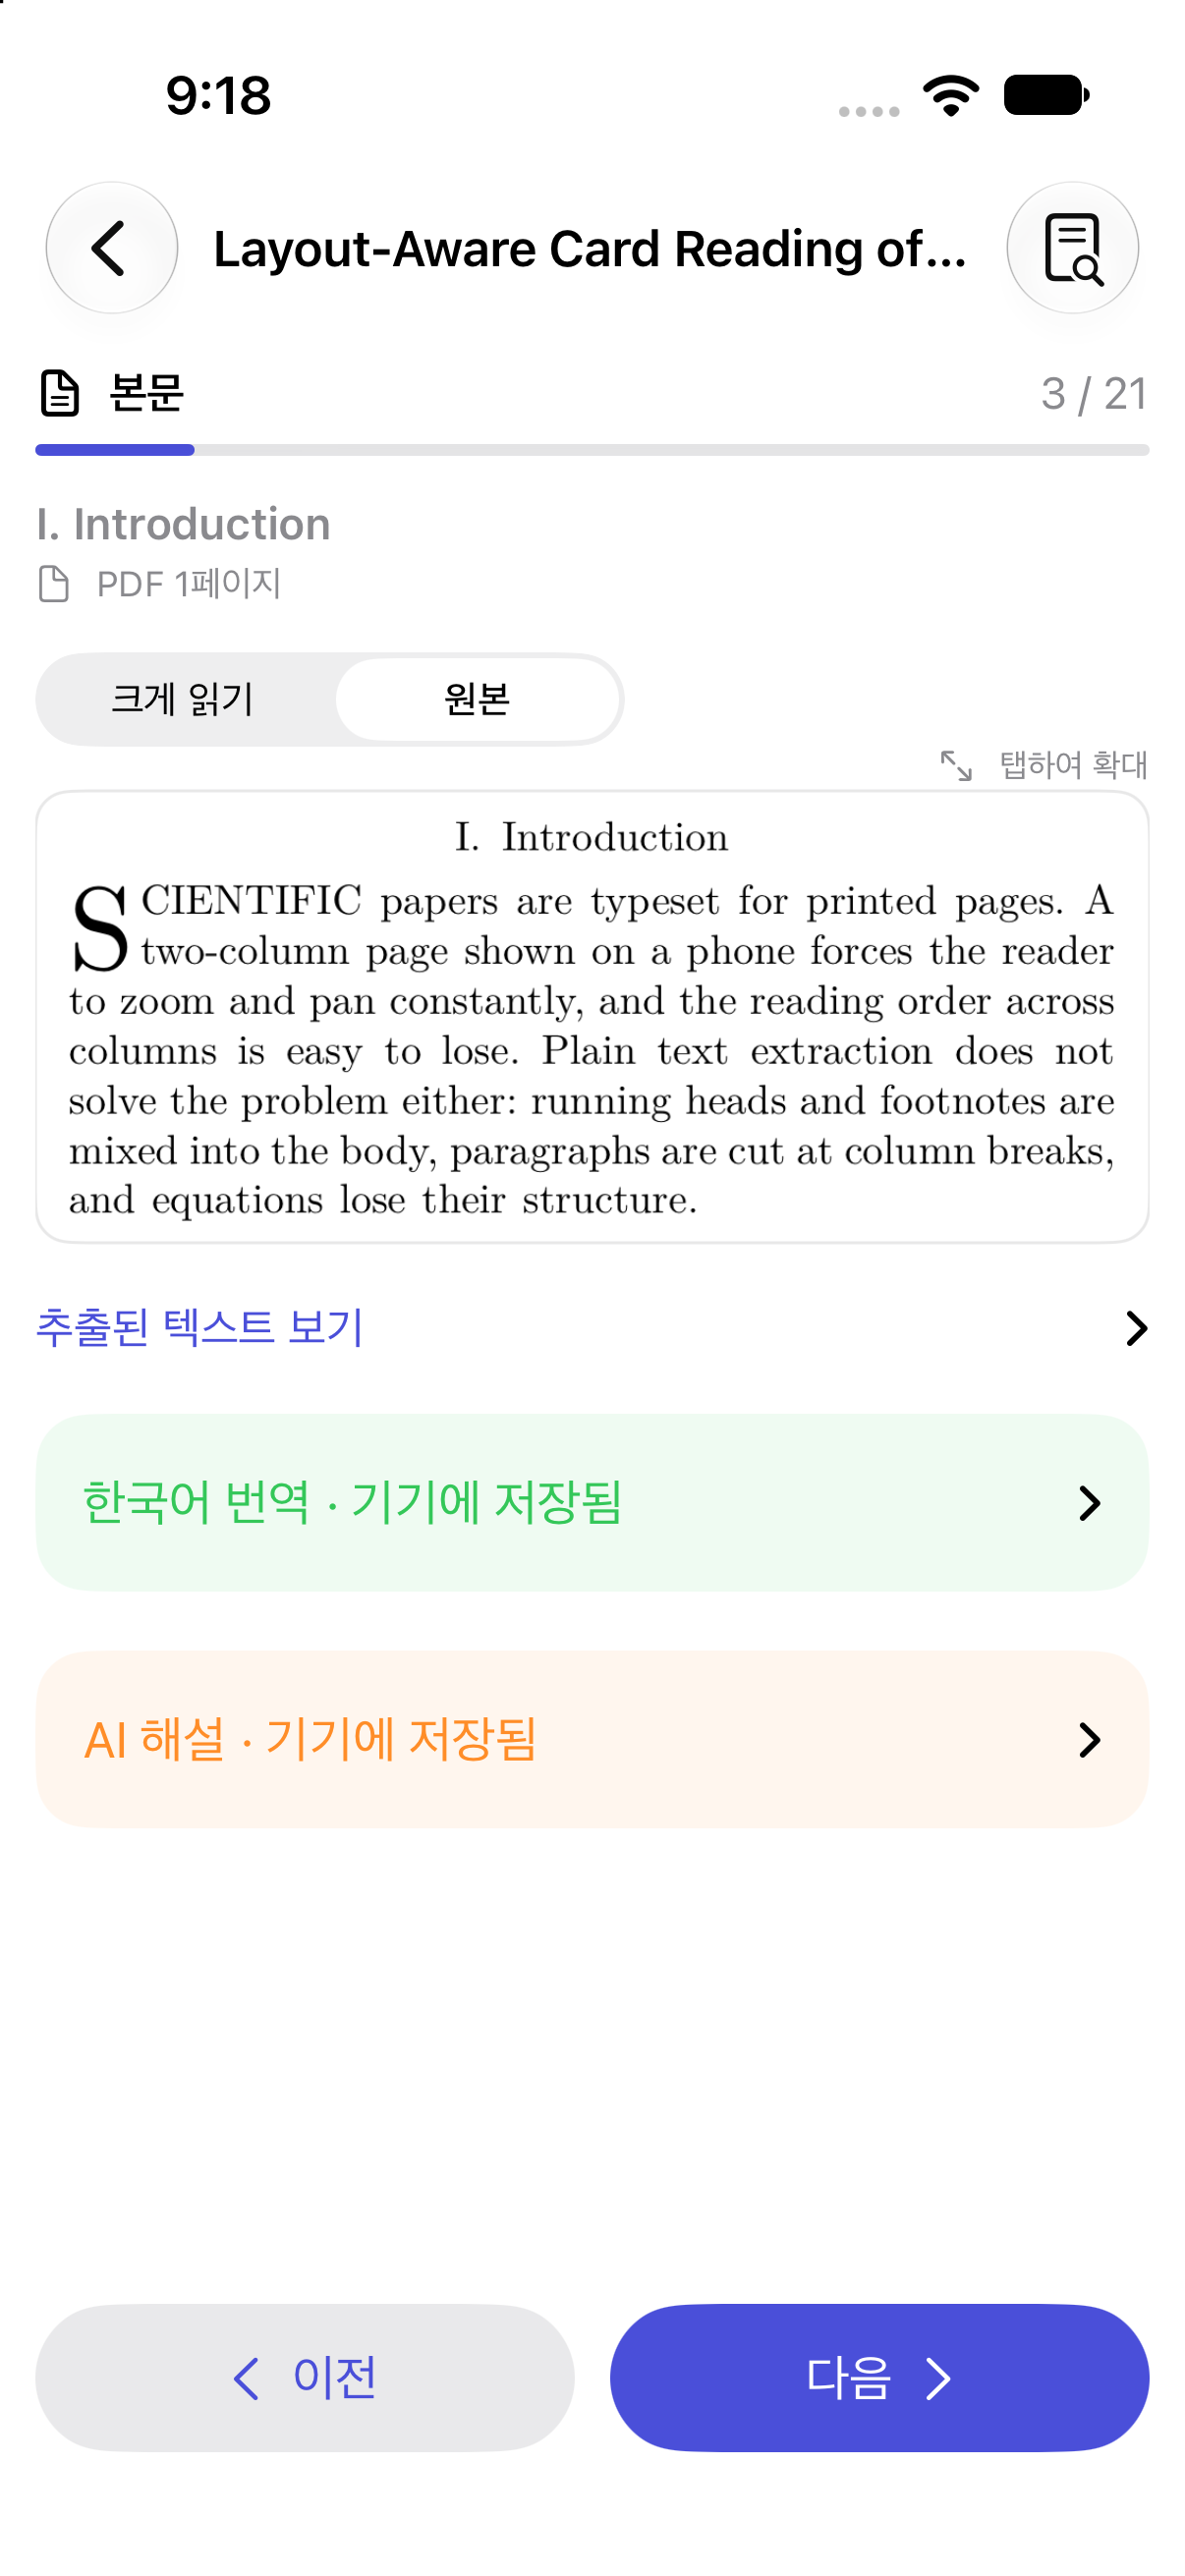 9:18
Layout-Aware Card Reading of...
본문
3 / 21
I. Introduction
PDF 1페이지
크게 읽기
원본
탭하여 확대
I. Introduction
SCIENTIFIC papers are typeset for printed pages. A
two-column page shown on a phone forces the reader
to zoom and pan constantly, and the reading order across
columns is easy to lose. Plain text extraction does not
solve the problem either: running heads and footnotes are
mixed into the body, paragraphs are cut at column breaks,
and equations lose their structure.
추출된 텍스트 보기
한국어 번역 · 기기에 저장됨
AI 해설 · 기기에 저장됨
이전
다음